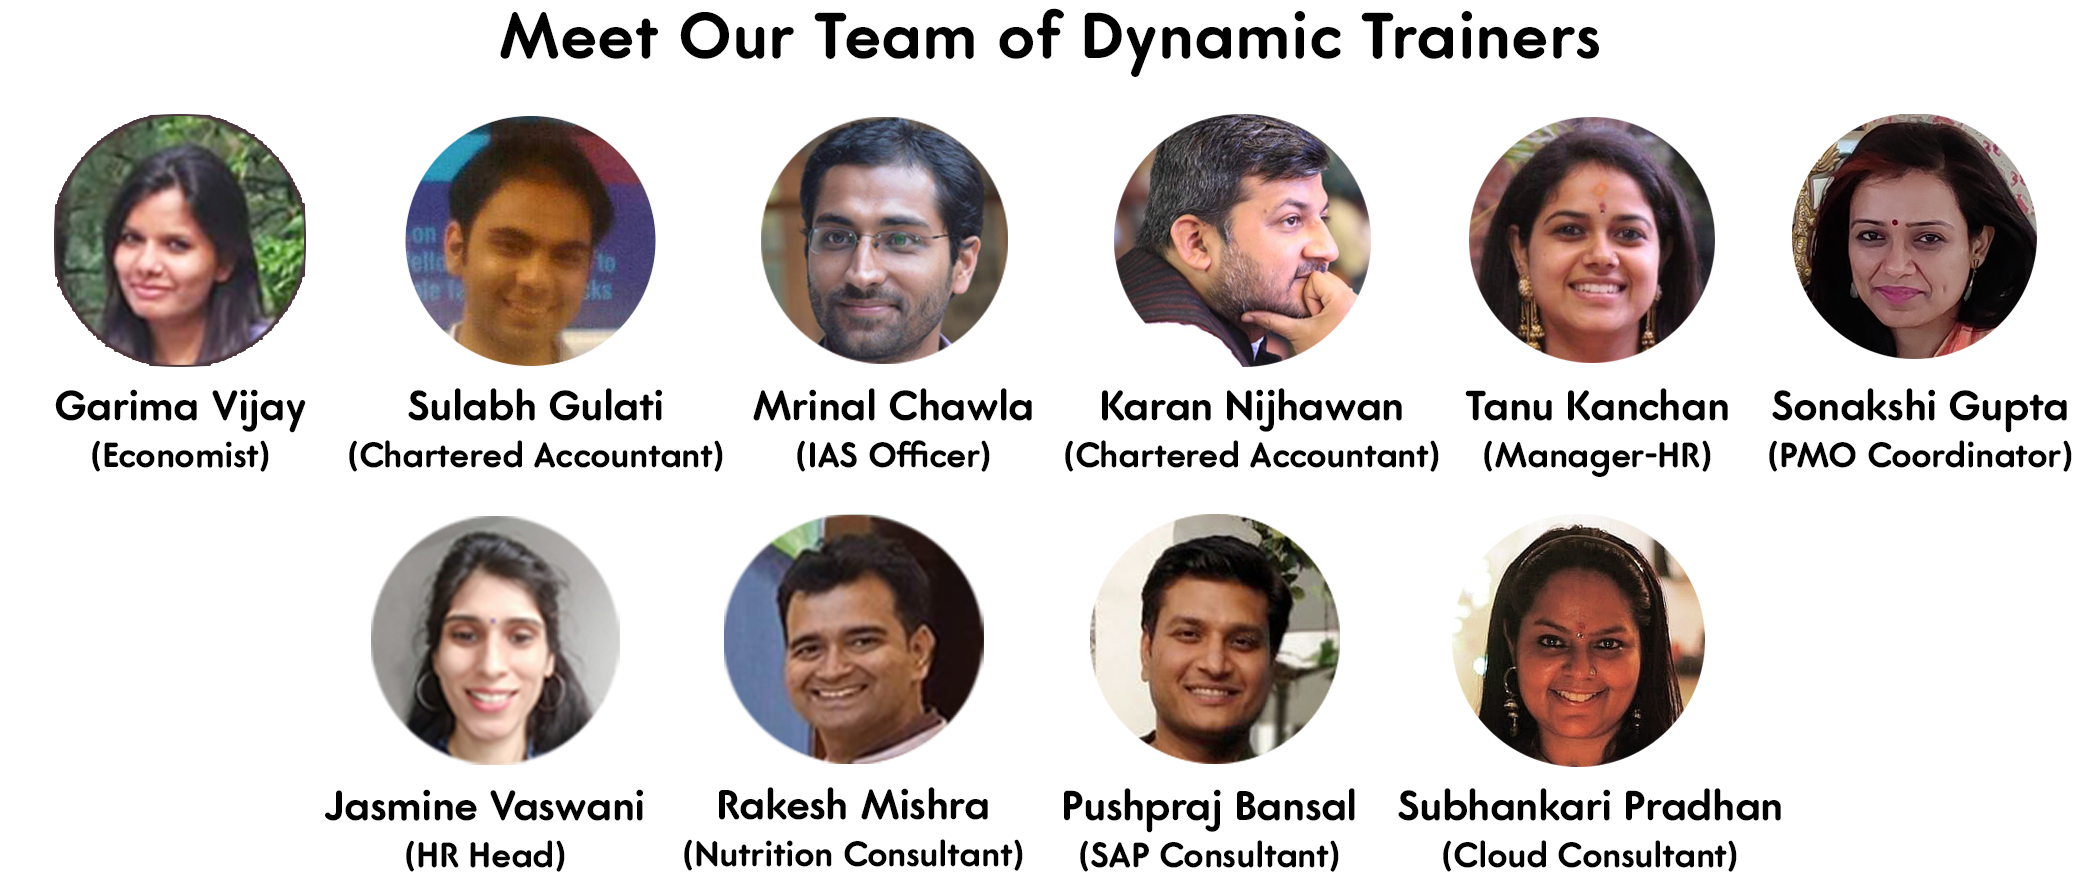 Meet Our Team of Dynamic Trainers
on
to
Garima Vijay
(Economist)
Sulabh Gulati
(Chartered Accountant)
Mrinal Chawla
(IAS Officer)
Karan Nijhawan
(Chartered Accountant)
Tanu Kanchan
(Manager-HR)
Sonakshi Gupta
(PMO Coordinator)
Jasmine Vaswani
(HR Head)
Rakesh Mishra
(Nutrition Consultant)
Pushpraj Bansal
(SAP Consultant)
Subhankari Pradhan
(Cloud Consultant)